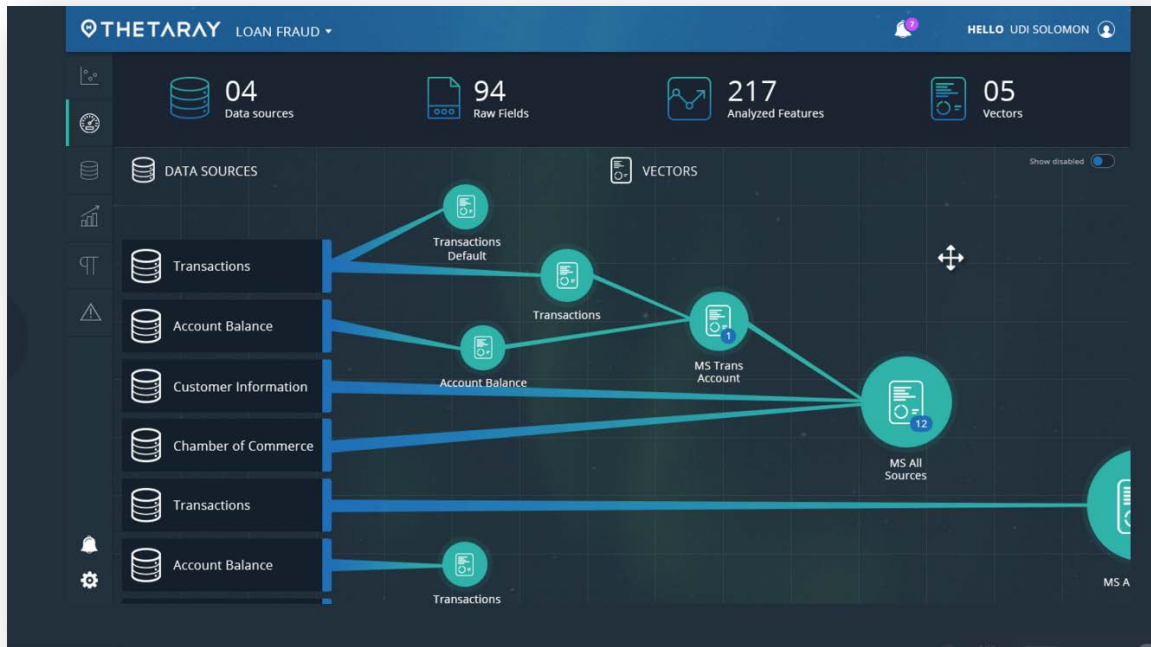 THETARAY LOAN FRAUD
7
HELLO UDI SOLOMON
04
Data sources
94
Raw Fields
217
Analyzed Features
05
Vectors
DATA SOURCES
VECTORS
Show disabled
Transactions
Account Balance
Customer Information
Chamber of Commerce
Transactions
Account Balance
Transactions
Default
Transactions
Account Balance
1
MS Trans
Account
12
MS All
Sources
Transactions
MS A